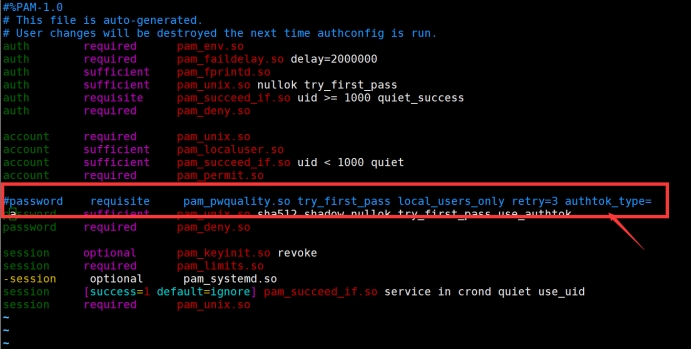 #%PAM-1.0
# This file is auto-generated.
# User changes will be destroyed the next time authconfig is run.
auth required pam_env.so
auth required pam_faildelay.so delay=2000000
auth sufficient pam_fprintd.so
auth sufficient pam_unix.so nullok try_first_pass
auth requisite pam_succeed_if.so uid >= 1000 quiet_success
auth required pam_deny.so
account required pam_unix.so
account sufficient pam_localuser.so
account sufficient pam_succeed_if.so uid < 1000 quiet
account required pam_permit.so
#password requisite pam_pwquality.so try_first_pass local_users_only retry=3 authtok_type=
password sufficient pam_unix.so sha512 shadow nullok try_first_pass use_authtok
password required pam_deny.so
session optional pam_keyinit.so revoke
session required pam_limits.so
-session optional pam_systemd.so
session [success=1 default=ignore] pam_succeed_if.so service in crond quiet use_uid
session required pam_unix.so
~
~
~